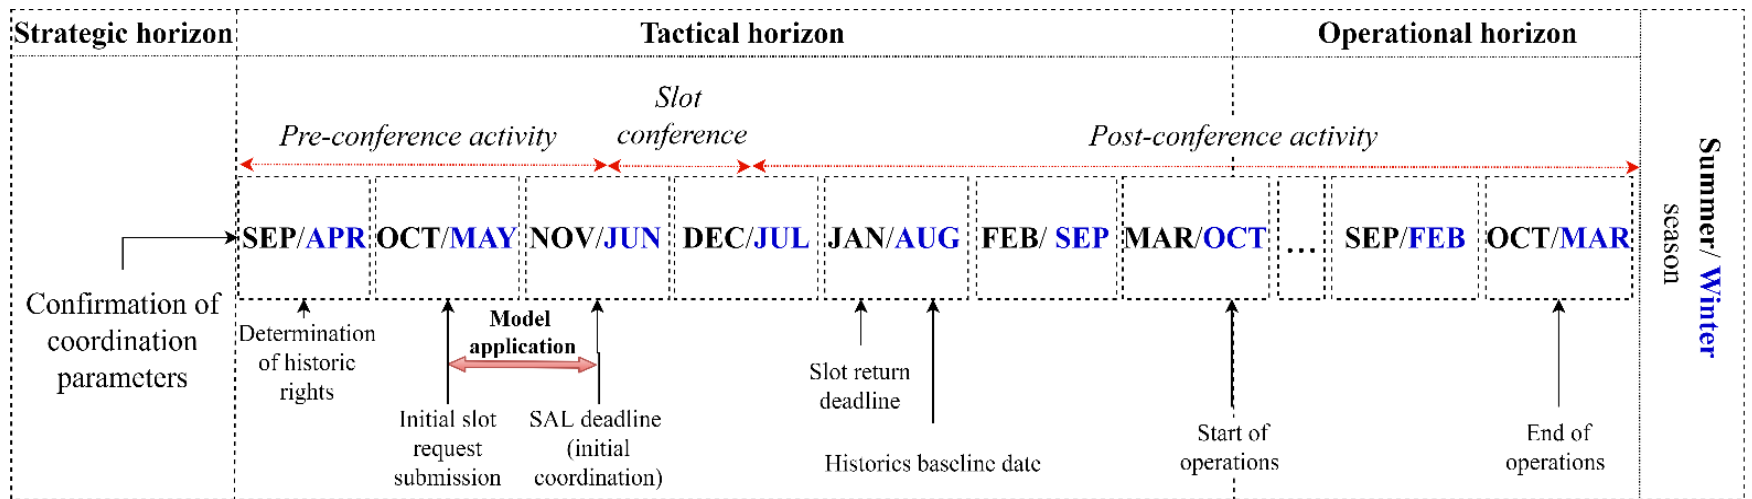 Strategic horizon
Tactical horizon
Operational horizon
Pre-conference activity
Slot
conference
Post-conference activity
SEP/APR
OCT/MAY
NOV/JUN
DEC/JUL
JAN/AUG
FEB/ SEP
MAR/OCT
...
SEP/FEB
OCT/MAR
Summer/ Winter
season
Confirmation of
coordination
parameters
Determination
of historic
rights
Model
application
Initial slot
request
submission
SAL deadline
(initial
coordination)
Slot return
deadline
Historics baseline date
Start of
operations
End of
operations